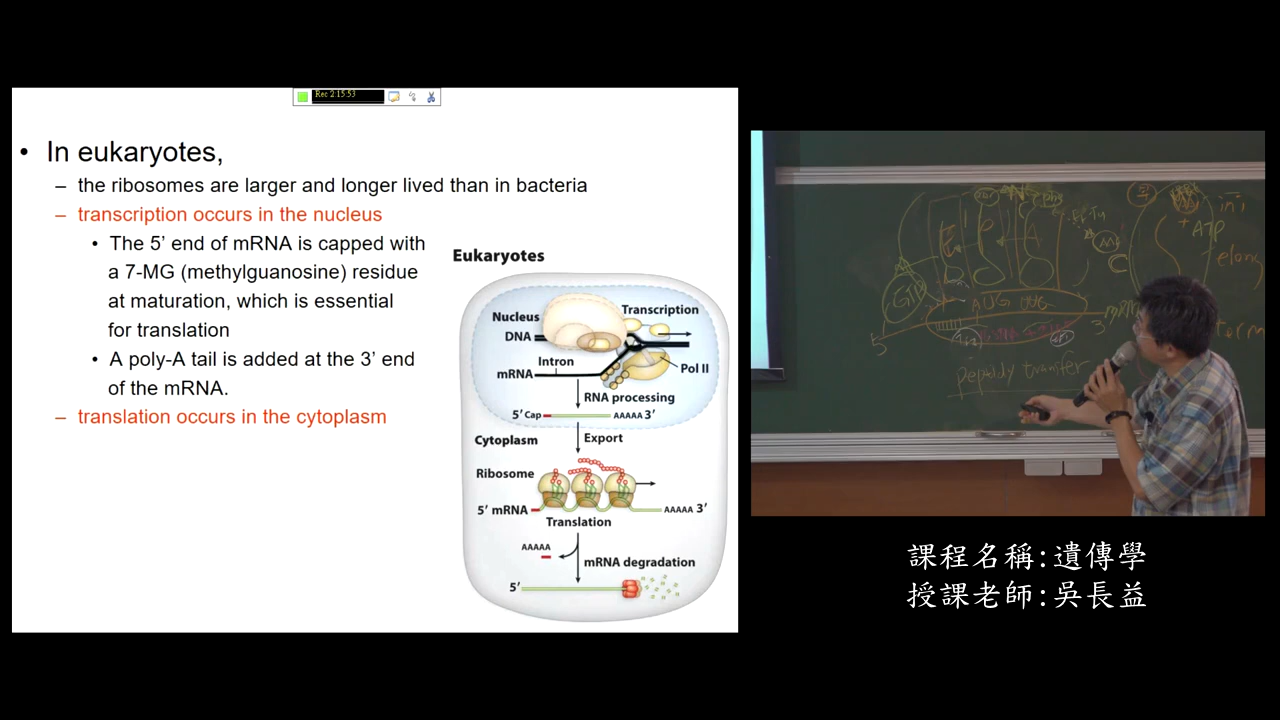 Rec 2:15:53
• In eukaryotes,
– the ribosomes are larger and longer lived than in bacteria
– transcription occurs in the nucleus
• The 5’ end of mRNA is capped with
a 7-MG (methylguanosine) residue
at maturation, which is essential
for translation
• A poly-A tail is added at the 3’ end
of the mRNA.
– translation occurs in the cytoplasm
Eukaryotes
Nucleus
Transcription
DNA
Intron
mRNA
Pol II
RNA processing
5′ Cap AAAAA 3′
Cytoplasm
Export
Ribosome
5′ mRNA AAAAA 3′
Translation
AAAAA
mRNA degradation
5′
ATP
elong
AUG
5'
3'
mRNA
transfer
課程名稱:遺傳學
授課老師:吳長益